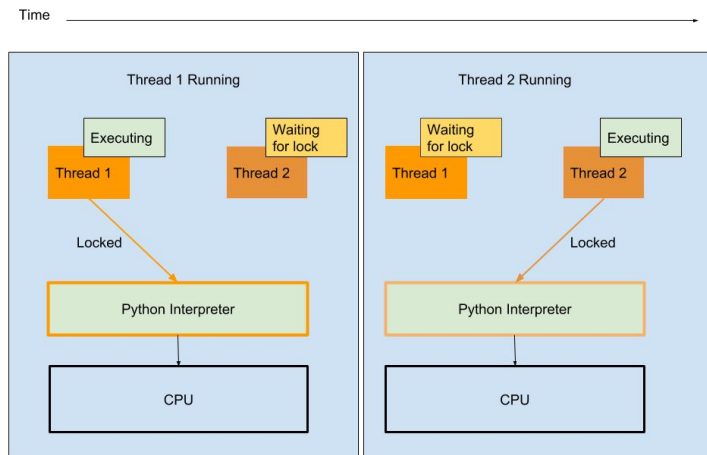 Time
Thread 1 Running
Executing
Thread 1
Waiting
for lock
Thread 2
Locked
Python Interpreter
CPU
Thread 2 Running
Waiting
for lock
Thread 1
Executing
Thread 2
Locked
Python Interpreter
CPU